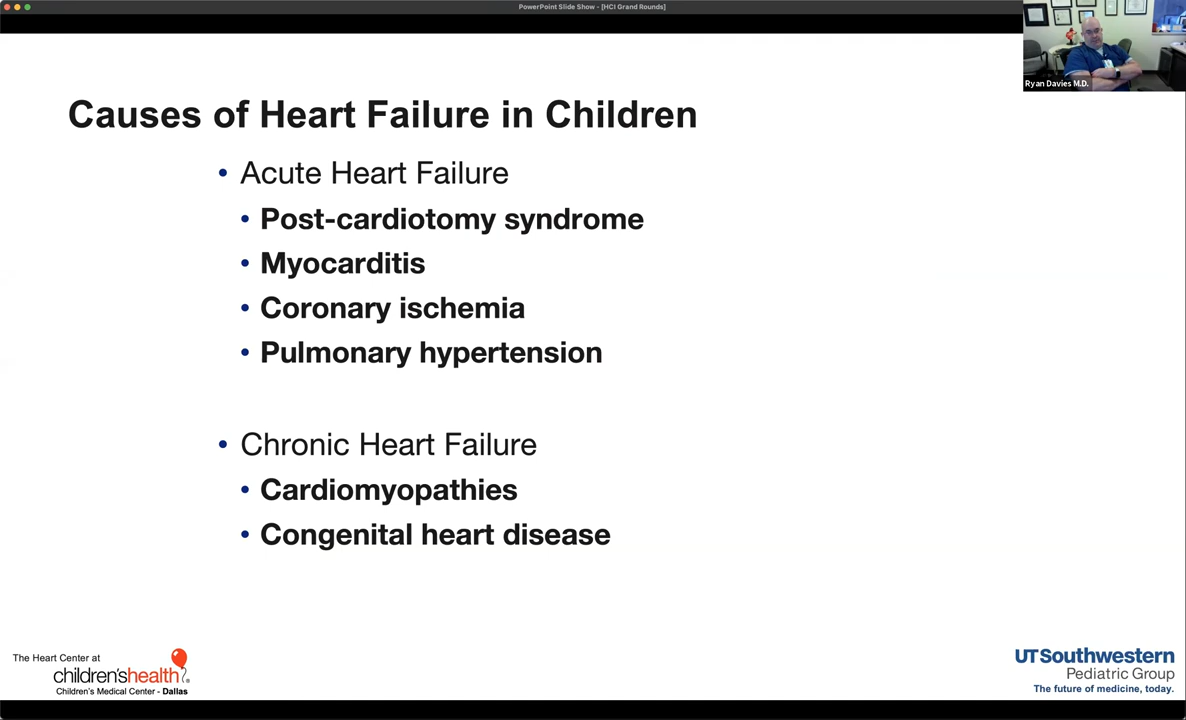 PowerPoint Slide Show - [HCI Grand Rounds]
Ryan Davies M.D.
Causes of Heart Failure in Children
• Acute Heart Failure
• Post-cardiotomy syndrome
• Myocarditis
• Coronary ischemia
• Pulmonary hypertension
• Chronic Heart Failure
• Cardiomyopathies
• Congenital heart disease
The Heart Center at
children'shealth®
Children's Medical Center - Dallas
UTSouthwestern
Pediatric Group
The future of medicine, today.